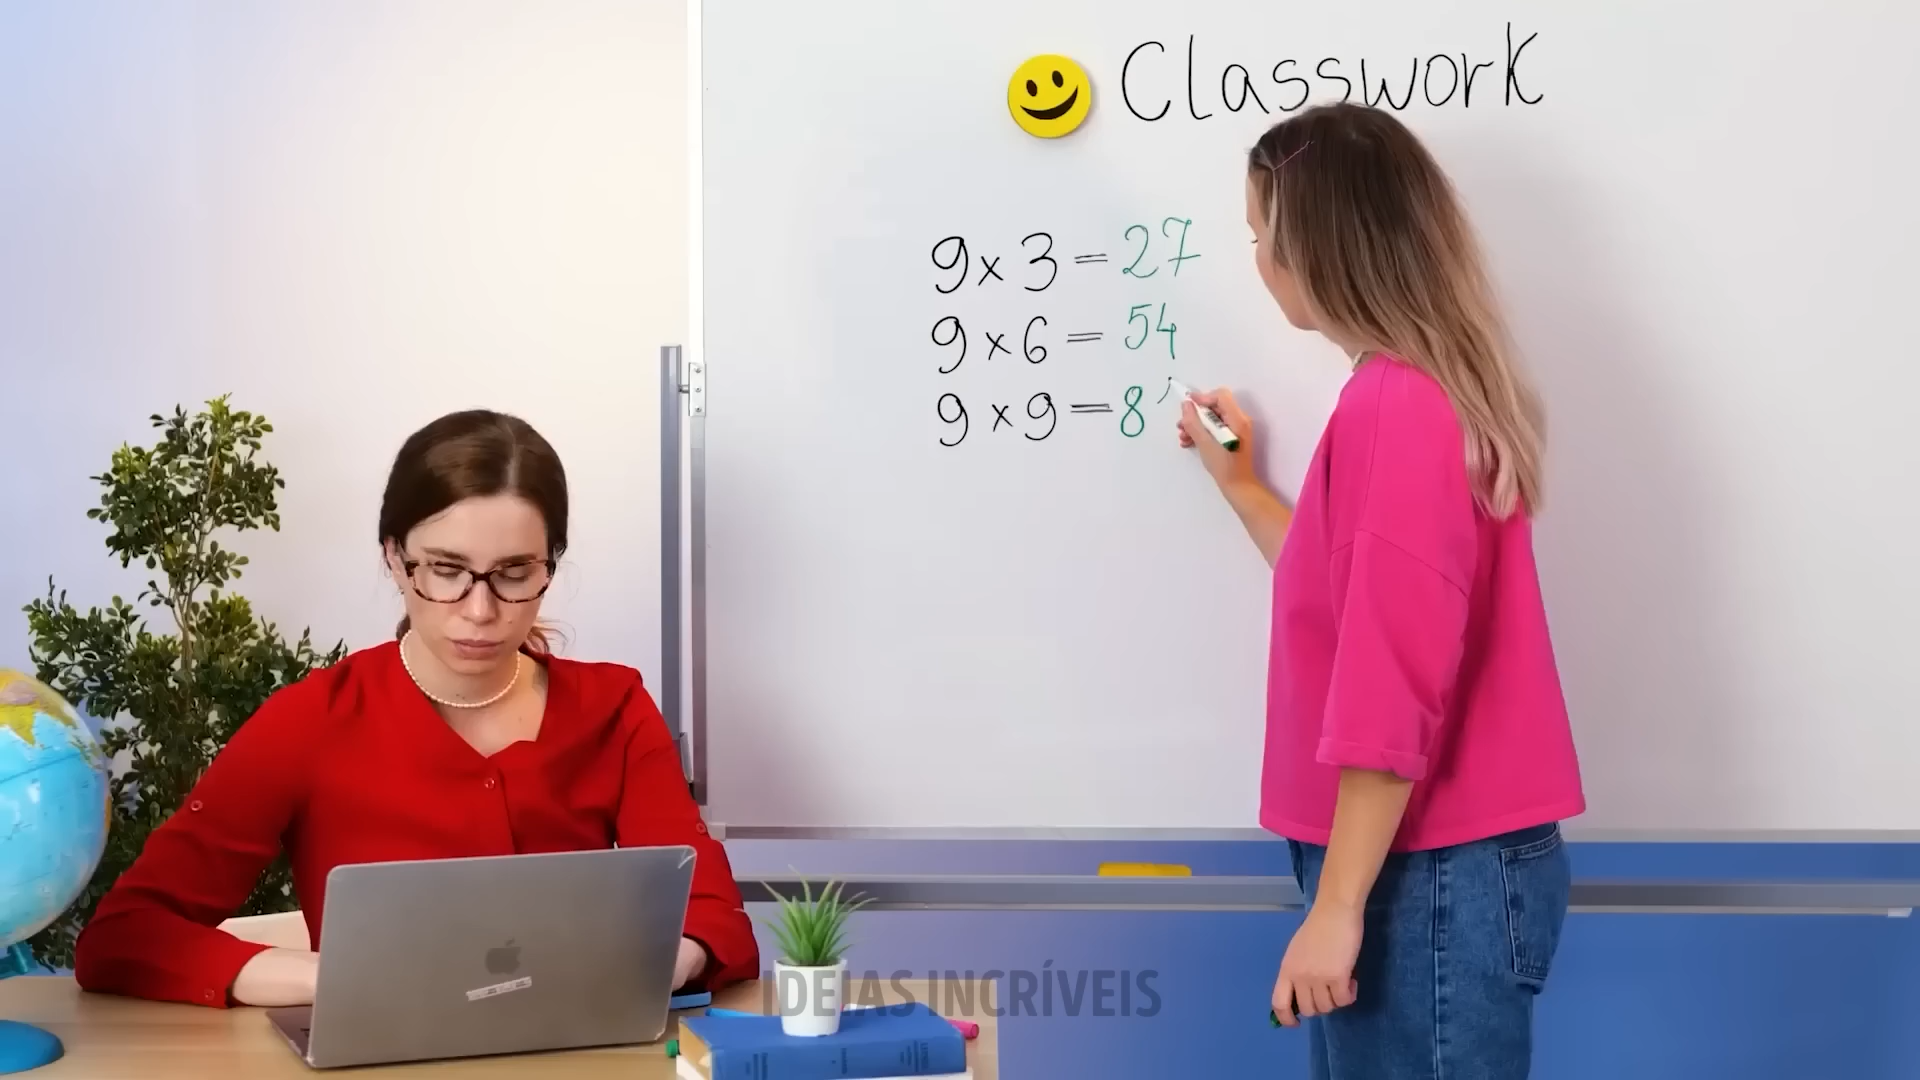 Classwork
9 x 3 = 27
9 x 6 = 54
9 x 9 = 8
IDEIAS INCRÍVEIS